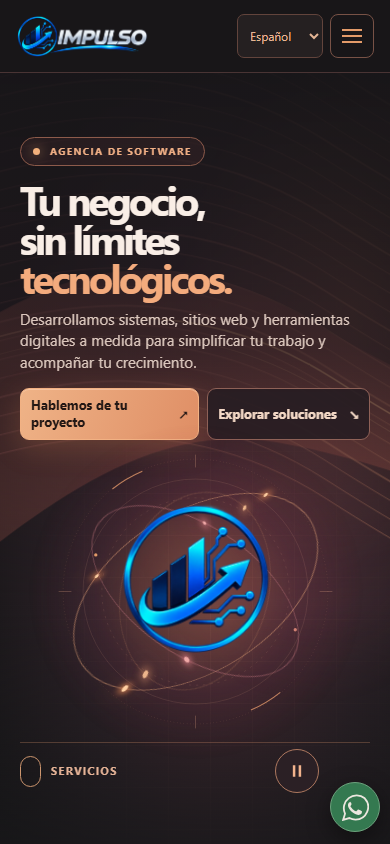 IMPULSO
Español
AGENCIA DE SOFTWARE
Tu negocio,
sin límites
tecnológicos.
Desarrollamos sistemas, sitios web y herramientas
digitales a medida para simplificar tu trabajo y
acompañar tu crecimiento.
Hablemos de tu
proyecto ↗
Explorar soluciones ↘
SERVICIOS